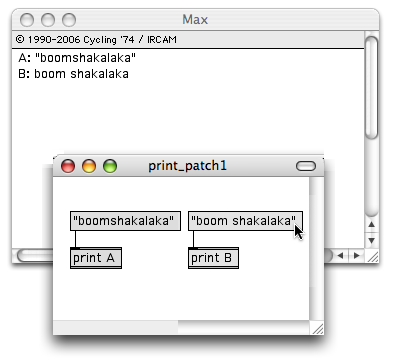 Max
© 1990-2006 Cycling '74 / IRCAM
A: "boomshakalaka"
B: boom shakalaka
print_patch1
"boomshakalaka" "boom shakalaka"
print A print B